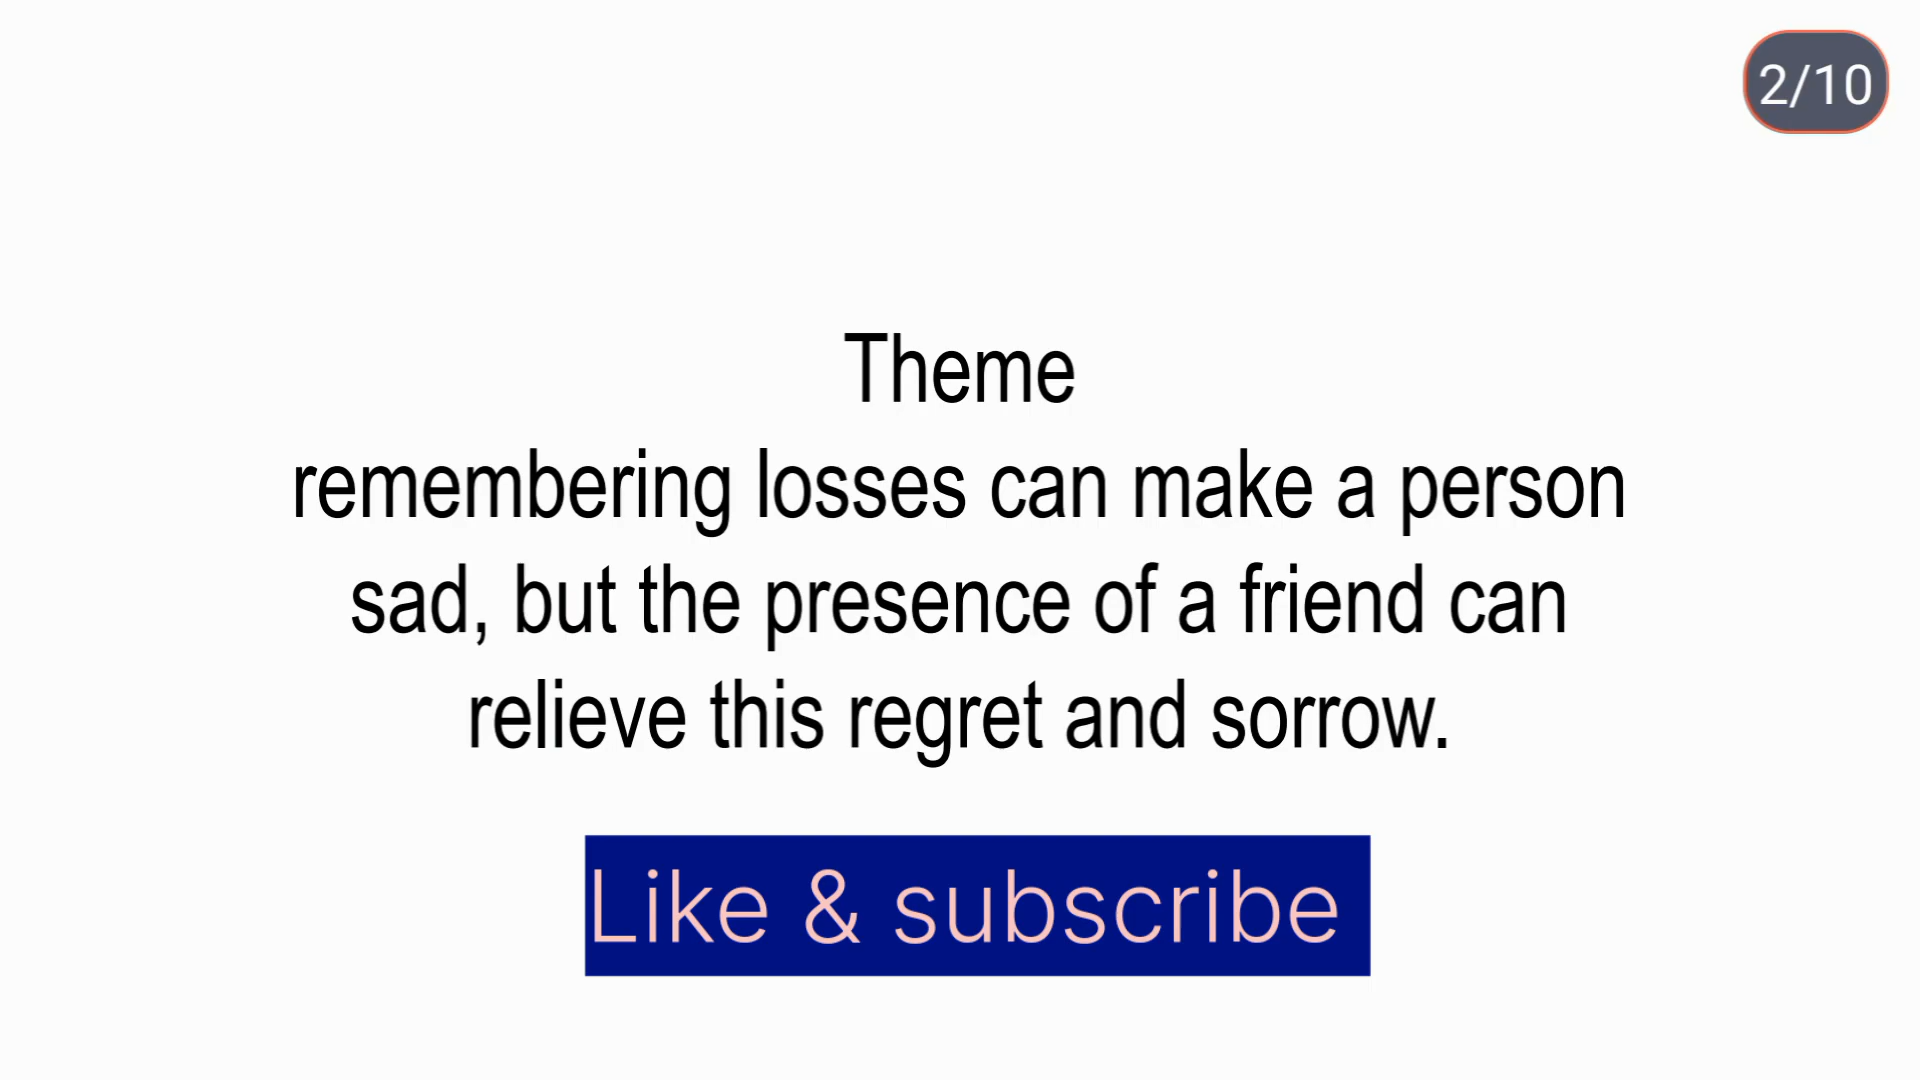 2/10
Theme
remembering losses can make a person
sad, but the presence of a friend can
relieve this regret and sorrow.
Like & subscribe